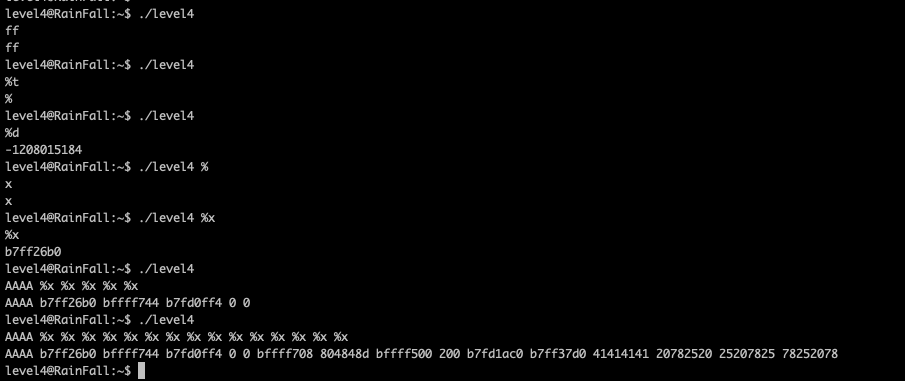 level4@RainFall:~$ ./level4
ff
ff
level4@RainFall:~$ ./level4
%t
%
level4@RainFall:~$ ./level4
%d
-1208015184
level4@RainFall:~$ ./level4 %
x
x
level4@RainFall:~$ ./level4 %x
%x
b7ff26b0
level4@RainFall:~$ ./level4
AAAA %x %x %x %x %x
AAAA b7ff26b0 bffff744 b7fd0ff4 0 0
level4@RainFall:~$ ./level4
AAAA %x %x %x %x %x %x %x %x %x %x %x %x %x %x %x
AAAA b7ff26b0 bffff744 b7fd0ff4 0 0 bffff708 804848d bffff500 200 b7fd1ac0 b7ff37d0 41414141 20782520 25207825 78252078
level4@RainFall:~$